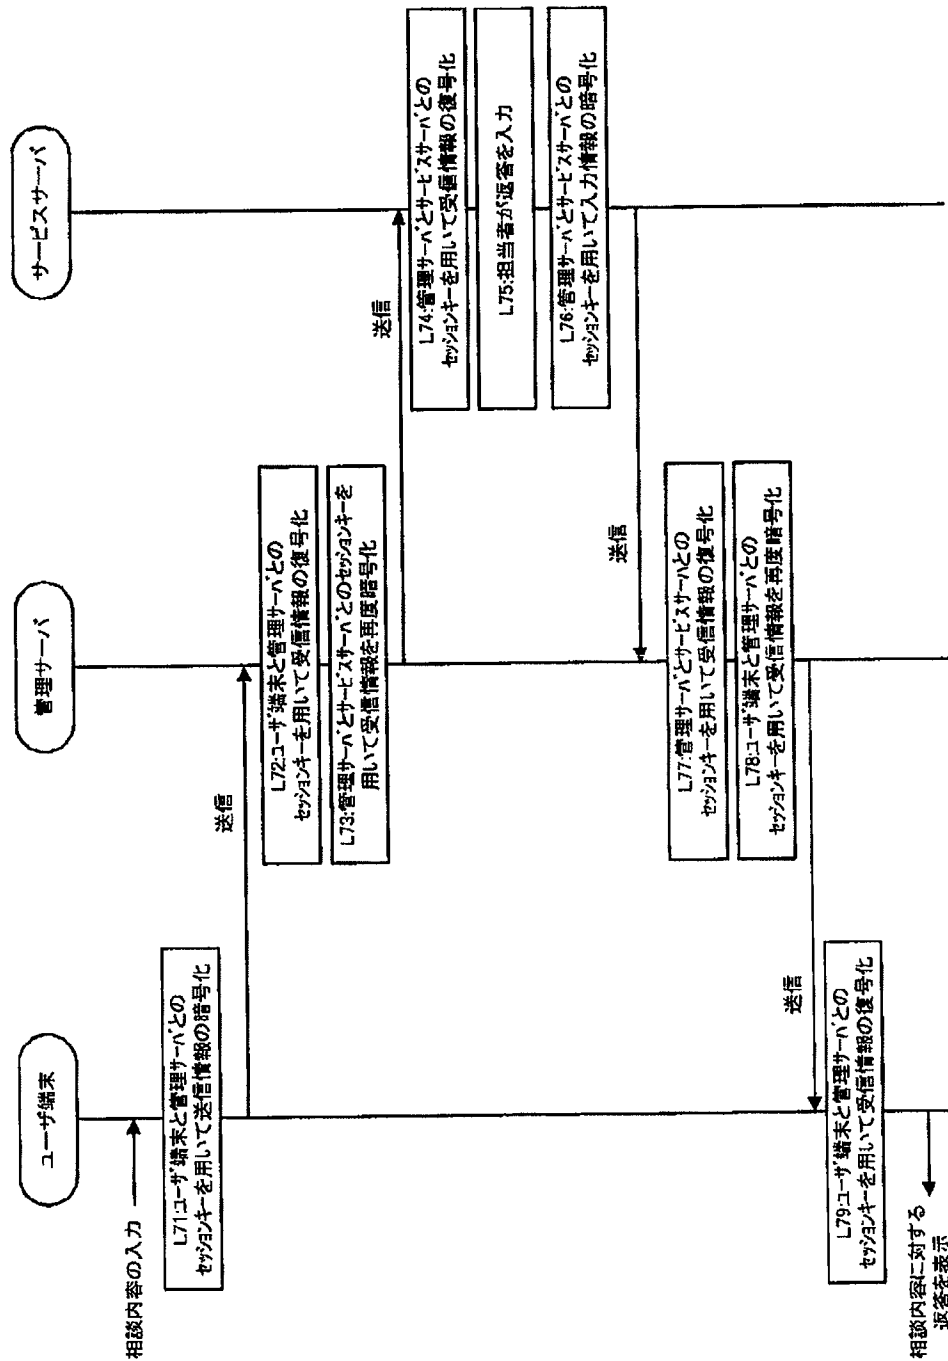 ユーザ端末
管理サーバ
サービスサーバ
相談内容の入力
L71:ユーザ端末と管理サーバとの
セッションキーを用いて送信情報の暗号化
送信
L72:ユーザ端末と管理サーバとの
セッションキーを用いて受信情報の復号化
L73:管理サーバとサービスサーバとのセッションキーを
用いて受信情報を再度暗号化
送信
L74:管理サーバとサービスサーバとの
セッションキーを用いて受信情報の復号化
L75:担当者が返答を入力
L76:管理サーバとサービスサーバとの
セッションキーを用いて入力情報の暗号化
送信
L77:管理サーバとサービスサーバとの
セッションキーを用いて受信情報の復号化
L78:ユーザ端末と管理サーバとの
セッションキーを用いて受信情報を再度暗号化
送信
L79:ユーザ端末と管理サーバとの
セッションキーを用いて受信情報の復号化
相談内容に対する
返答を表示